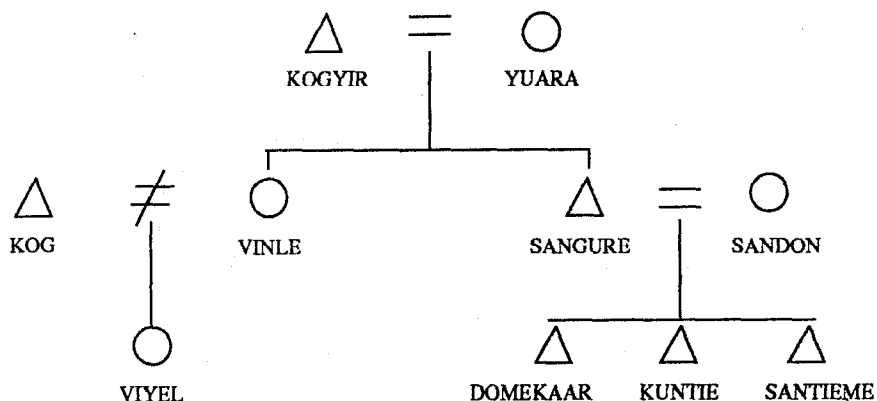 KOGYIR YUARA
KOG VINLE SANGURE SANDON
VIYEL DOMEKAAR KUNTIE SANTIEME